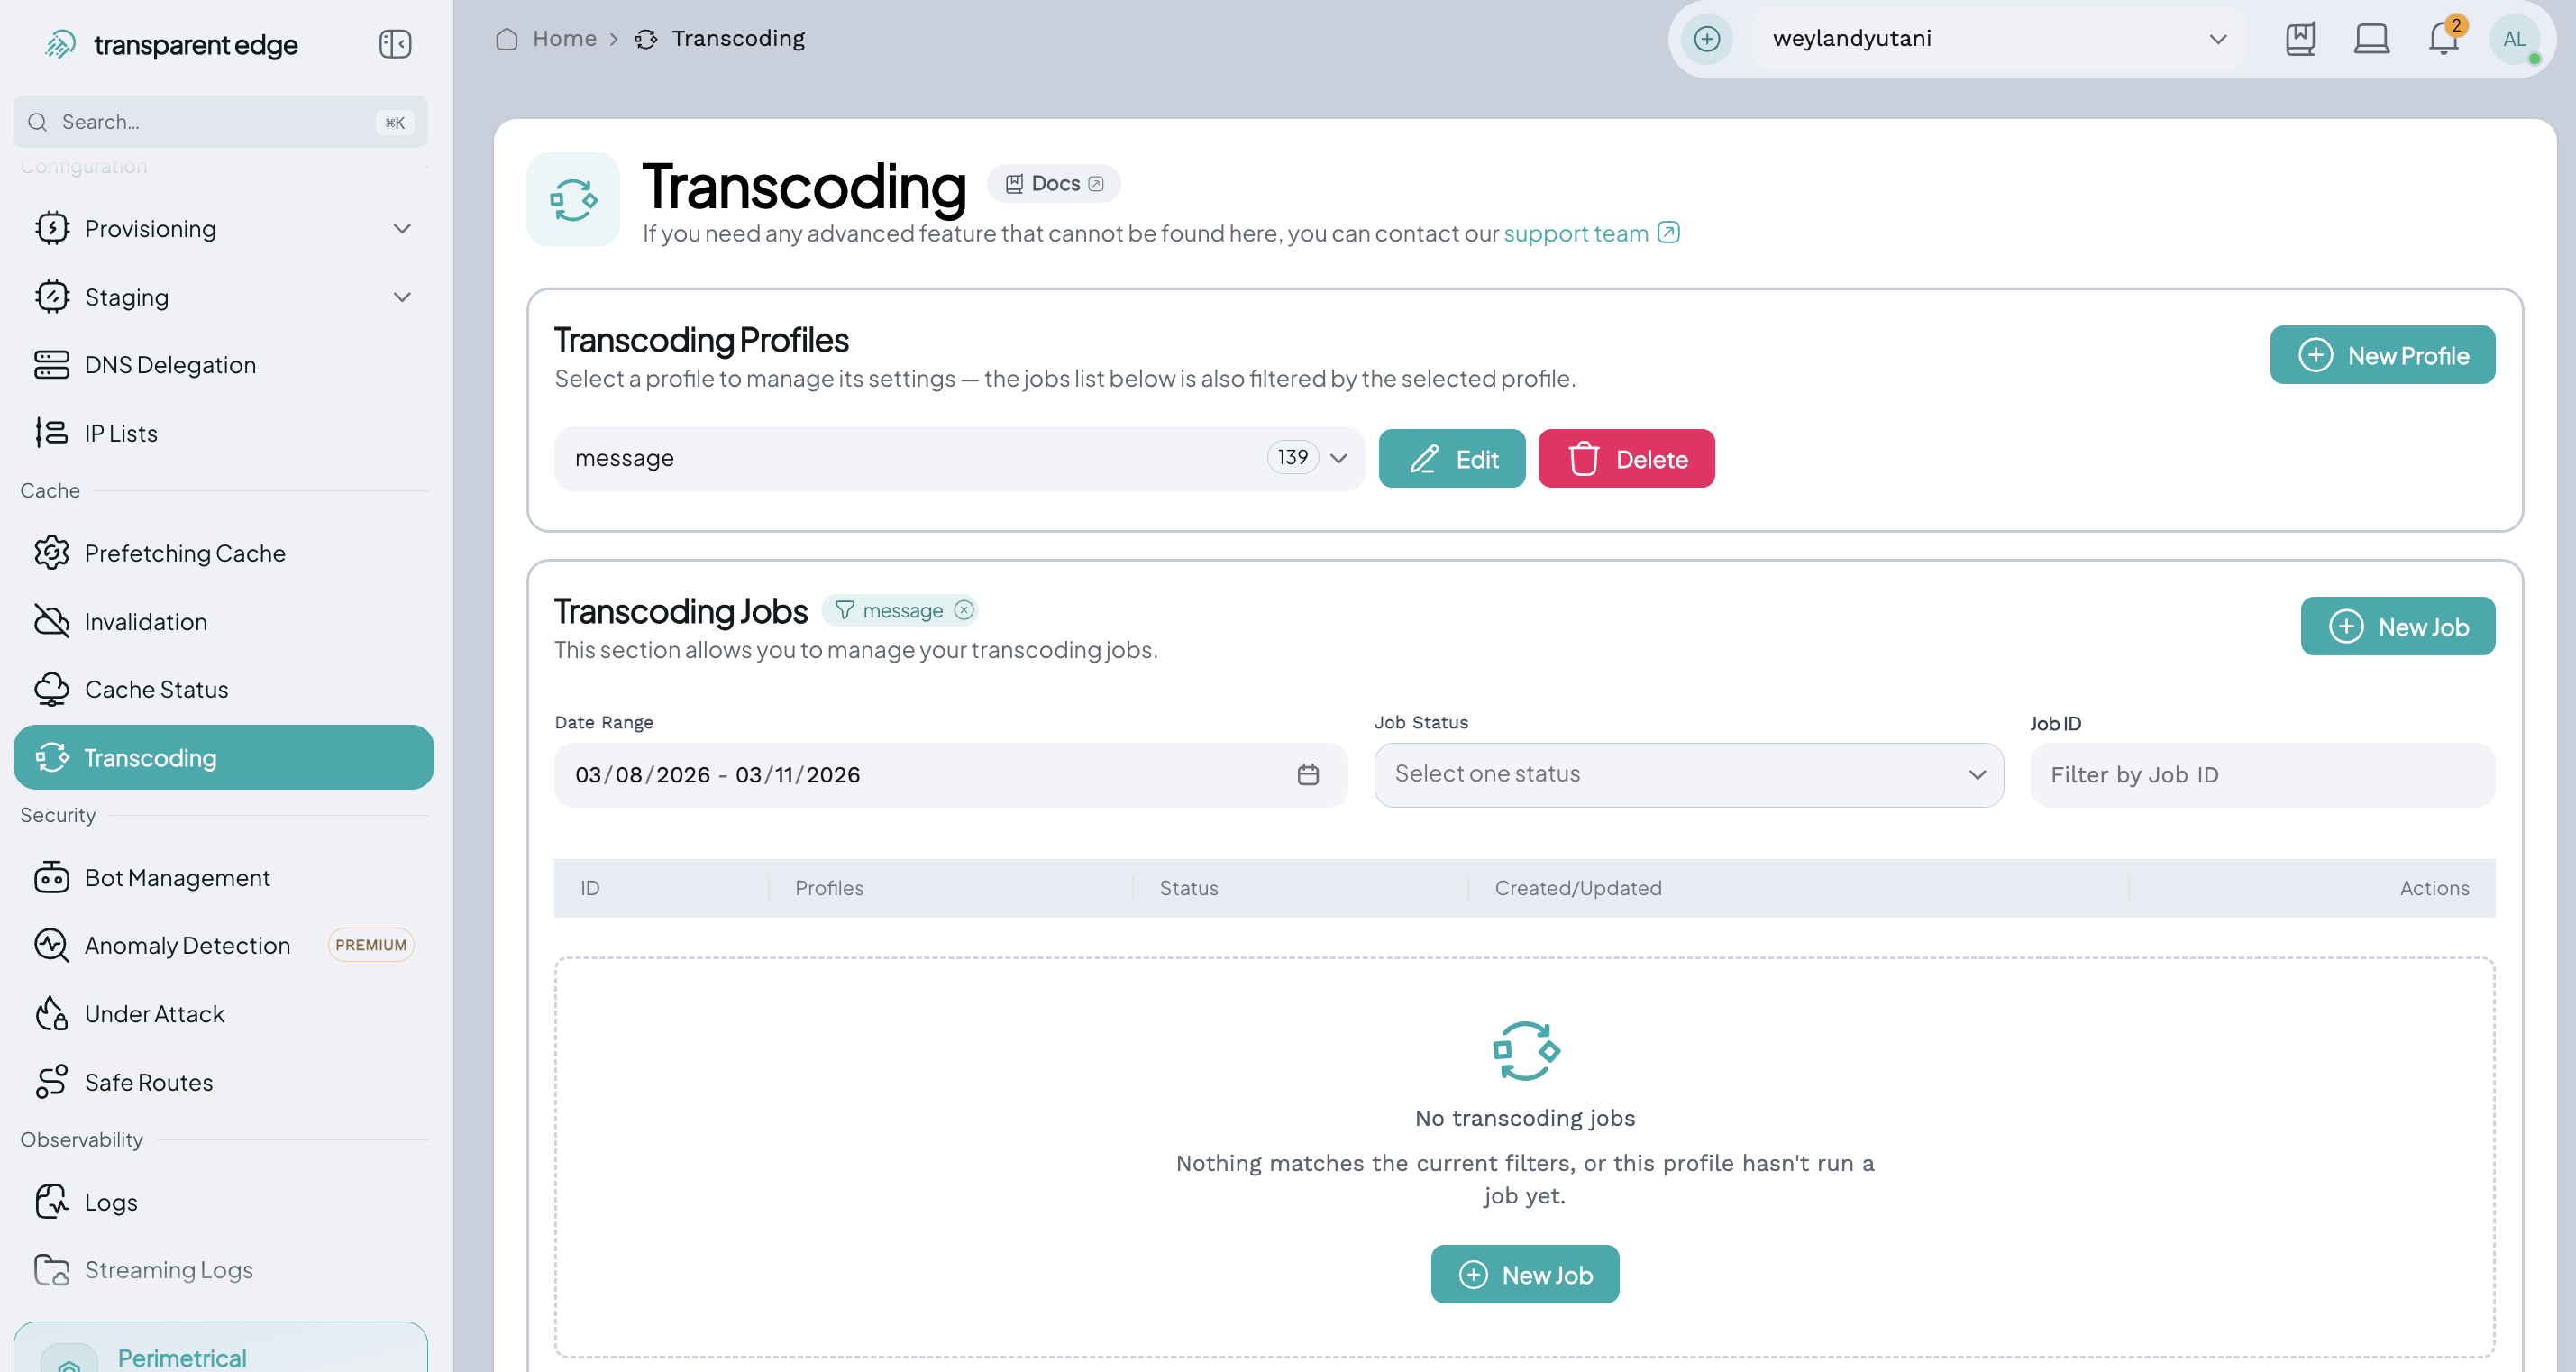 transparent edge
Search...
⌘K
Configuration
Provisioning
Staging
DNS Delegation
IP Lists
Cache
Prefetching Cache
Invalidation
Cache Status
Transcoding
Security
Bot Management
Anomaly Detection PREMIUM
Under Attack
Safe Routes
Observability
Logs
Streaming Logs
Perimetrical
Home > Transcoding
weylandyutani
2
AL
Transcoding
Docs
If you need any advanced feature that cannot be found here, you can contact our support team
Transcoding Profiles
Select a profile to manage its settings — the jobs list below is also filtered by the selected profile.
New Profile
message 139
Edit
Delete
Transcoding Jobs
message
This section allows you to manage your transcoding jobs.
New Job
Date Range
03/08/2026 - 03/11/2026
Job Status
Select one status
Job ID
Filter by Job ID
ID Profiles Status Created/Updated Actions
No transcoding jobs
Nothing matches the current filters, or this profile hasn't run a
job yet.
New Job